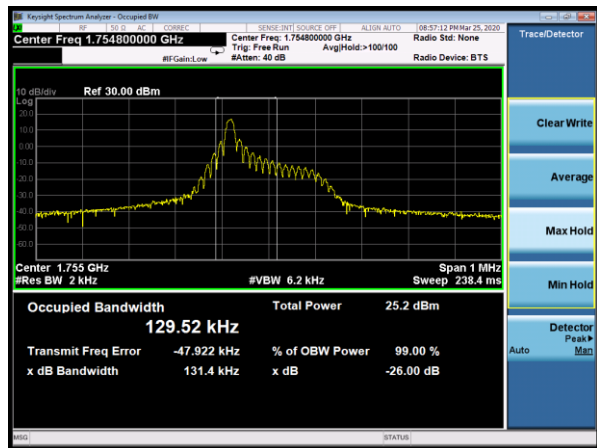 Keysight Spectrum Analyzer - Occupied BW
RF 50 Ω AC CORREC SENSE:INT SOURCE OFF ALIGN AUTO 08:57:12 PM Mar 25, 2020
Center Freq 1.754800000 GHz
Center Freq: 1.754800000 GHz
Radio Std: None
Trig: Free Run Avg|Hold:>100/100
#IFGain:Low #Atten: 40 dB Radio Device: BTS
Trace/Detector
10 dB/div Ref 30.00 dBm
Log
20.0
10.0
0.00
-10.0
-20.0
-30.0
-40.0
-50.0
-60.0
Center 1.755 GHz Span 1 MHz
#Res BW 2 kHz #VBW 6.2 kHz Sweep 238.4 ms
Occupied Bandwidth Total Power 25.2 dBm
129.52 kHz
Transmit Freq Error -47.922 kHz % of OBW Power 99.00 %
x dB Bandwidth 131.4 kHz x dB -26.00 dB
Clear Write
Average
Max Hold
Min Hold
Detector
Peak▶
Auto Man
MSG STATUS